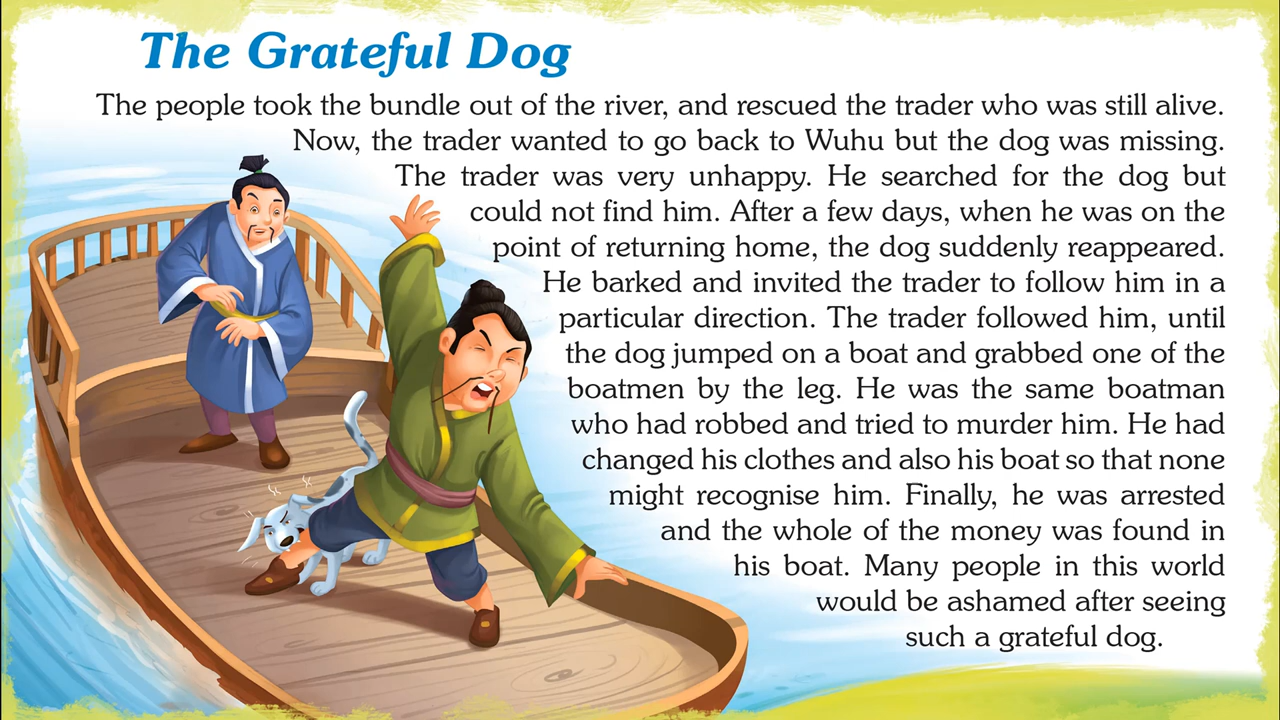 The Grateful Dog
The people took the bundle out of the river, and rescued the trader who was still alive.
Now, the trader wanted to go back to Wuhu but the dog was missing.
The trader was very unhappy. He searched for the dog but
could not find him. After a few days, when he was on the
point of returning home, the dog suddenly reappeared.
He barked and invited the trader to follow him in a
particular direction. The trader followed him, until
the dog jumped on a boat and grabbed one of the
boatmen by the leg. He was the same boatman
who had robbed and tried to murder him. He had
changed his clothes and also his boat so that none
might recognise him. Finally, he was arrested
and the whole of the money was found in
his boat. Many people in this world
would be ashamed after seeing
such a grateful dog.